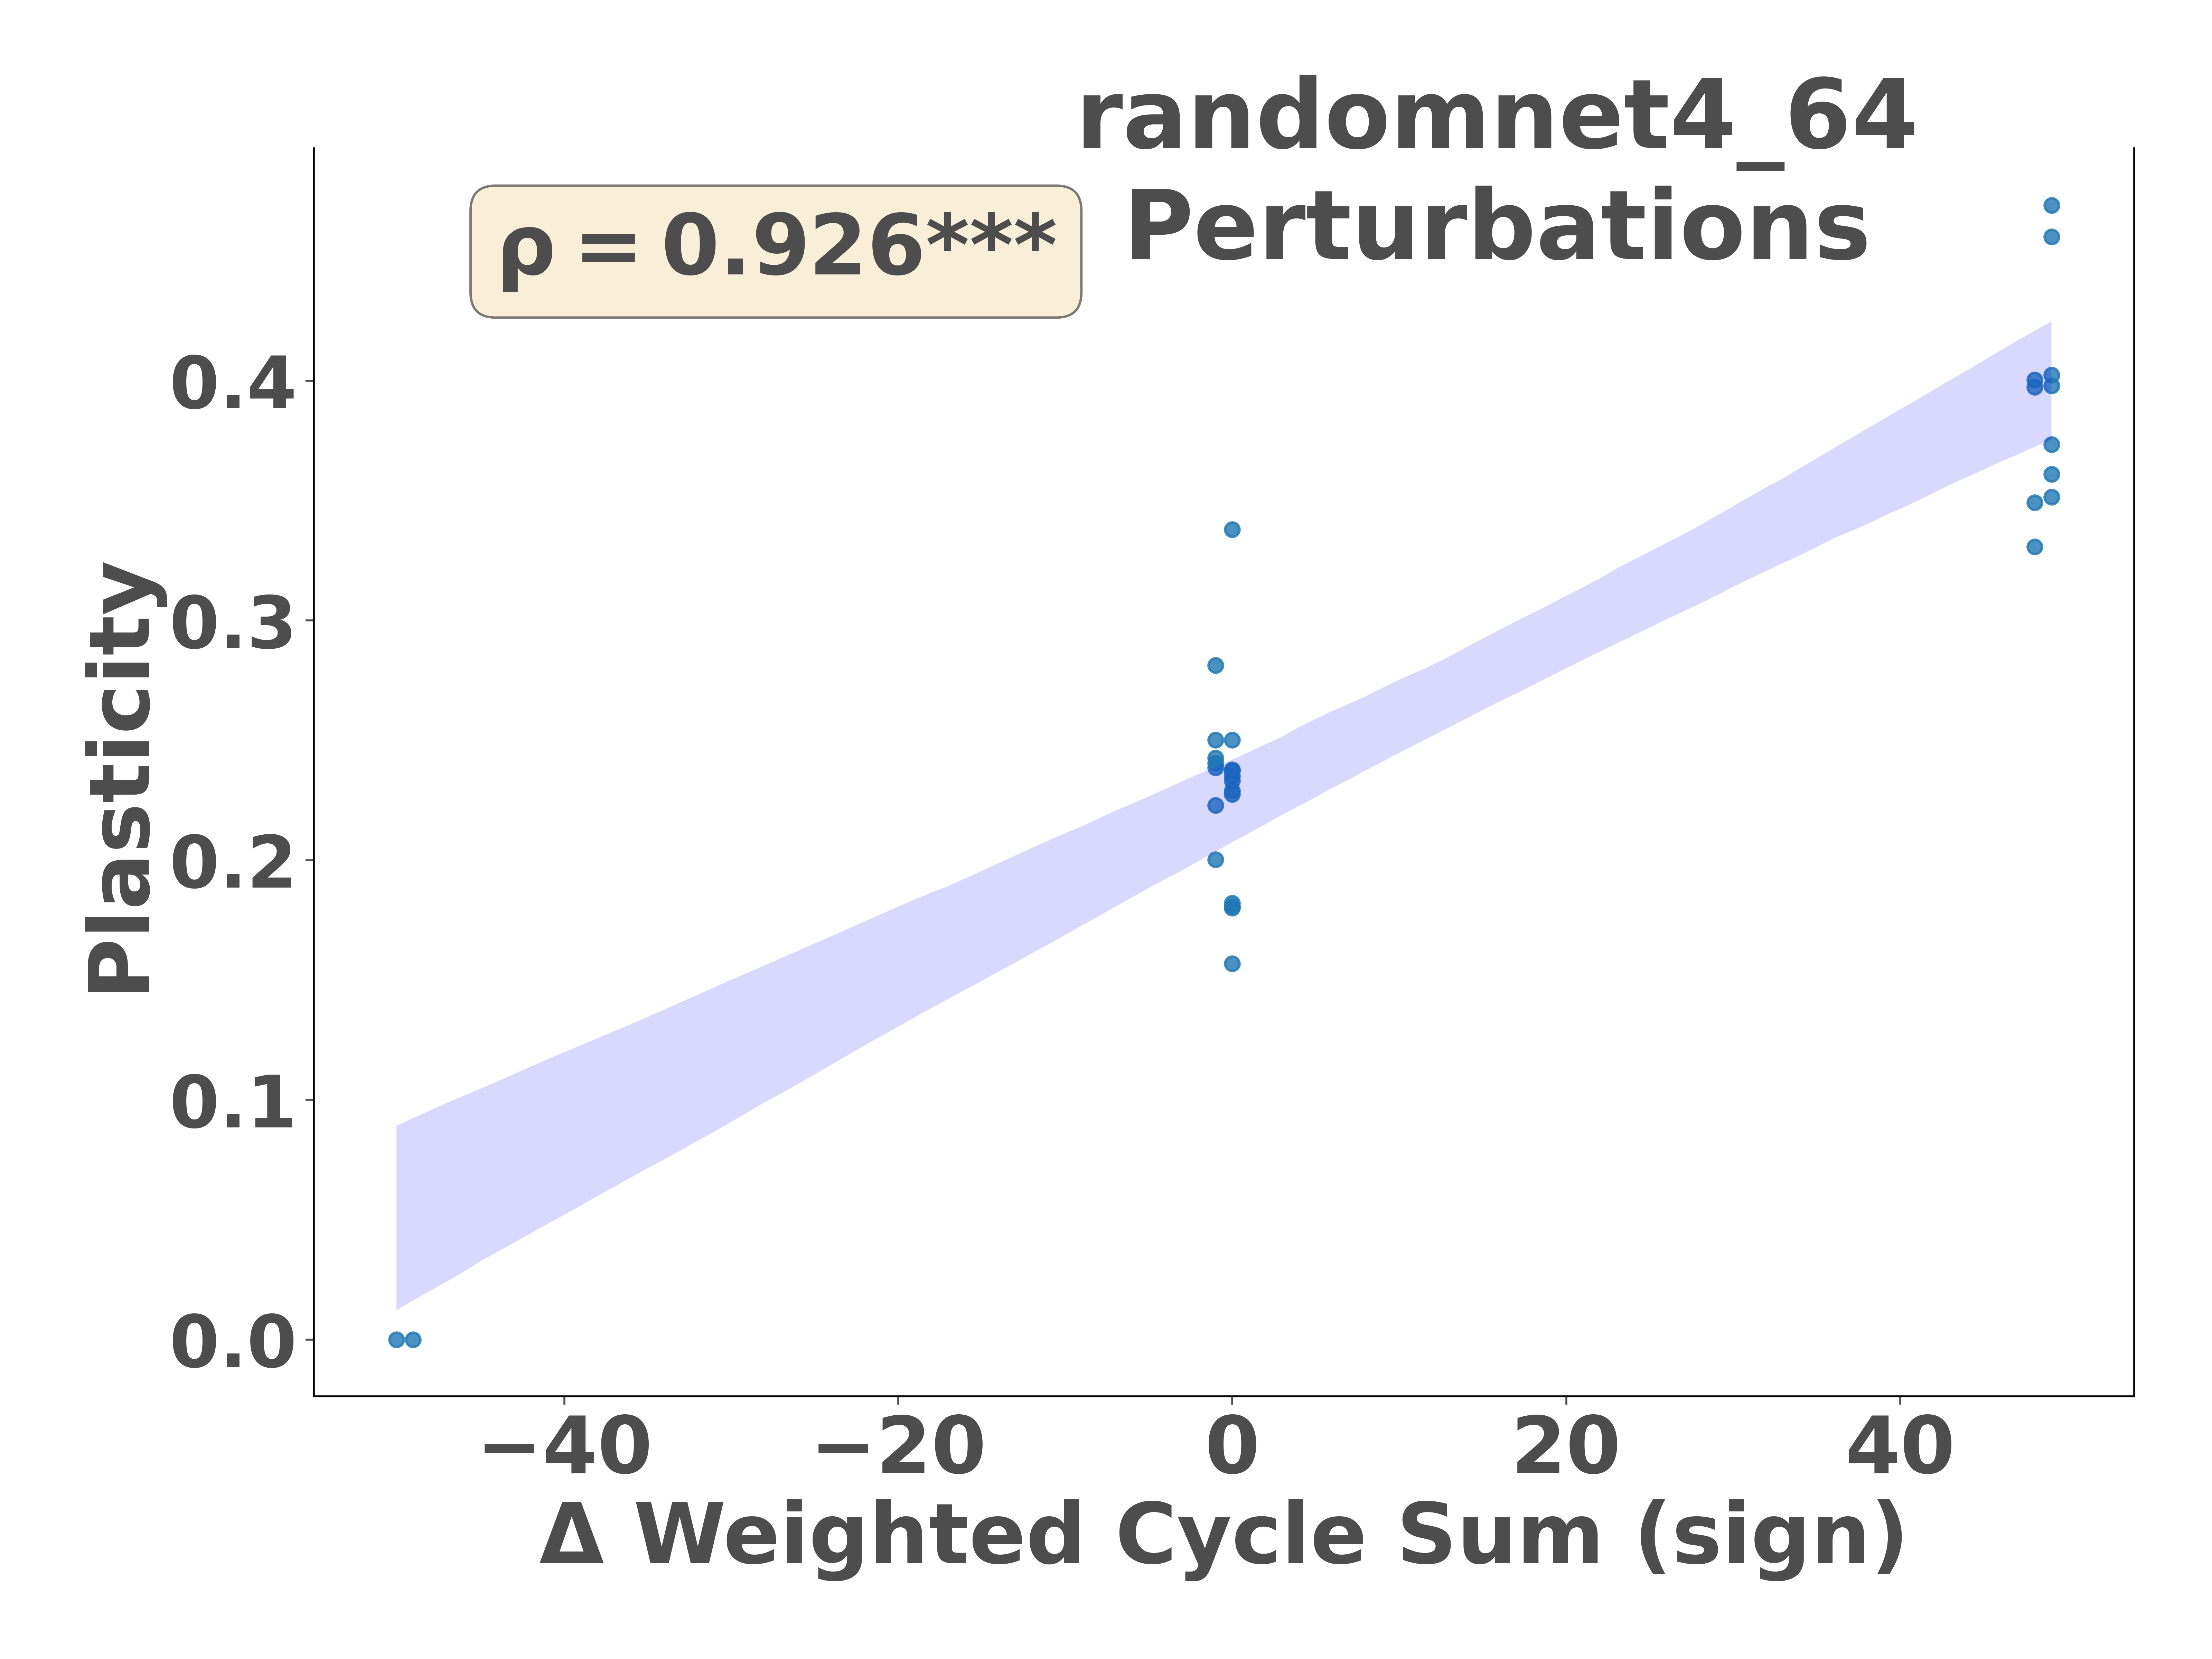 randomnet4_64
Perturbations
ρ = 0.926***
Plasticity
0.4
0.3
0.2
0.1
0.0
−40 −20 0 20 40
Δ Weighted Cycle Sum (sign)